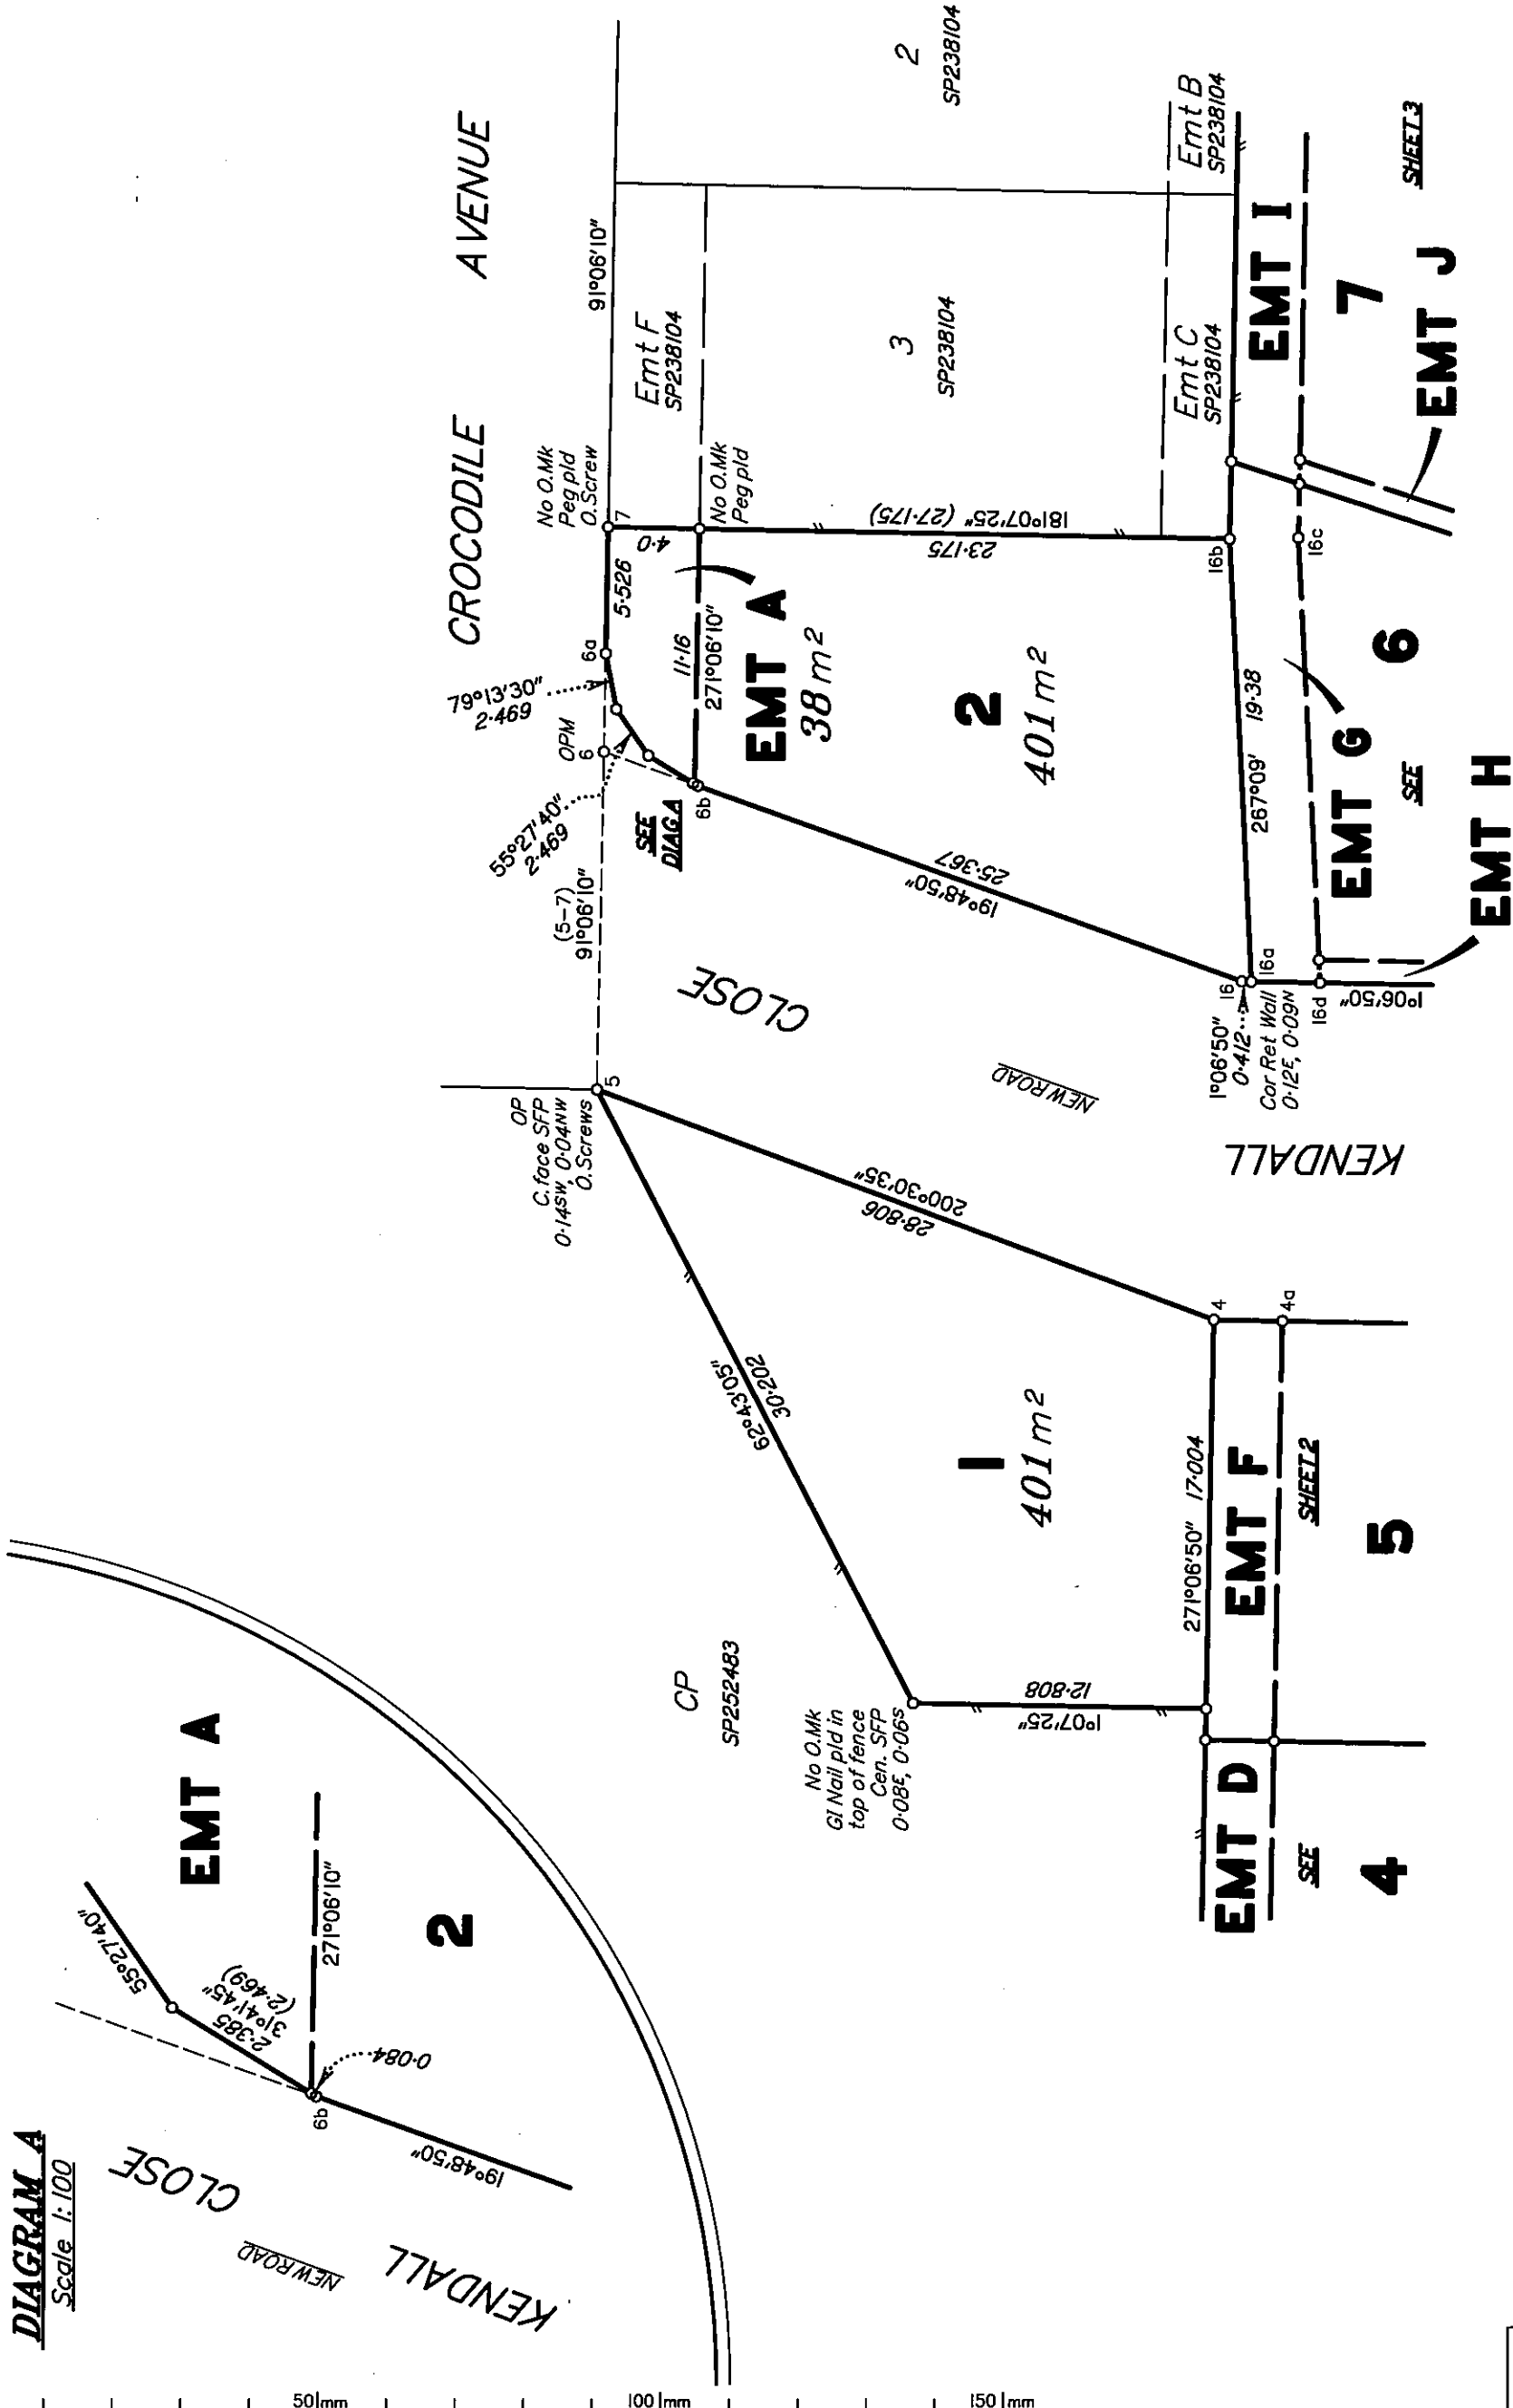 DIAGRAM A
Scale 1:100
CLOSE
NEW ROAD
KENDALL
EMT A
2
55°27'40"
2·385
31°41'45"
(2·469)
271°06'10"
6b
0·084
19°48'50"
50mm
100mm
150mm
CROCODILE AVENUE
91°06'10"
No O.Mk
Peg pld
O.Screw
7
5·526
6a
79°13'30"
2·469
OPM
6
55°27'40"
2·469
(5-7)
91°06'10"
SEE
DIAG.A
6b
4·0
No O.Mk
Peg pld
11·16
271°06'10"
EMT A
38 m²
2
401 m²
181°07'25" (27·175)
23·175
Emt F
SP238104
3
SP238104
2
SP238104
Emt C
SP238104
Emt B
SP238104
19°48'50"
25·367
CLOSE
NEW ROAD
KENDALL
16b
267°09' 19·38
16
16a
1°06'50"
0·412
Cor Ret Wall
0·12E, 0·09N
16d
1°06'50"
16c
EMT G
6
SEE
EMT H
EMT I
7
EMT J
SHEET 3
OP
C.face SFP
0·14SW, 0·04NW
O.Screws
5
200°30'35"
28·806
62°43'05"
30·202
CP
SP252483
No O.Mk
GI Nail pld in
top of fence
Cen. SFP
0·08E, 0·06S
1°07'25"
12·808
1
401 m²
4
4a
271°06'50" 17·004
EMT F
SHEET 2
5
EMT D
SEE
4